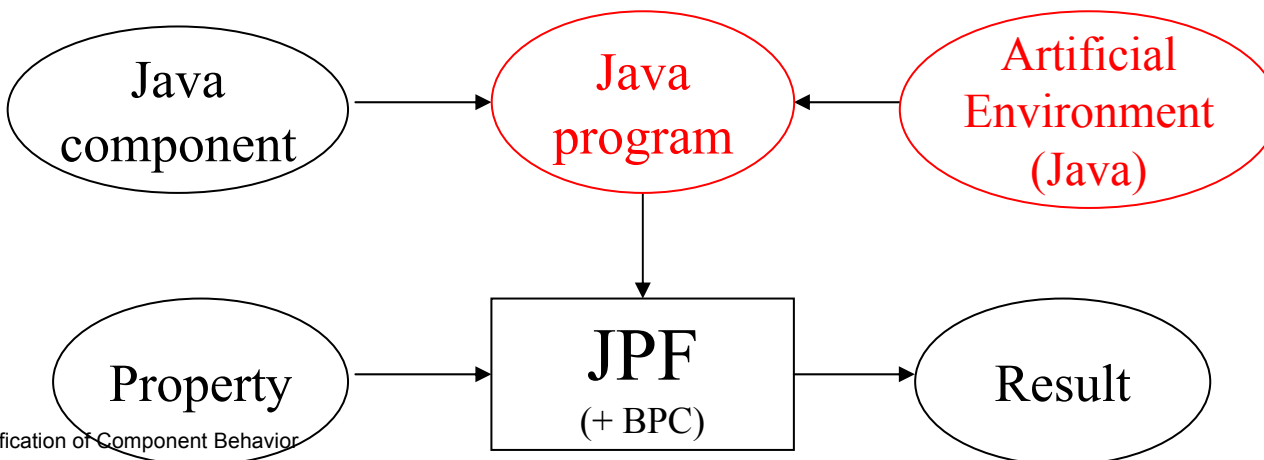 Java
component
Java
program
Artificial
Environment
(Java)
Property
JPF
(+ BPC)
Result
fication of Component Behavior